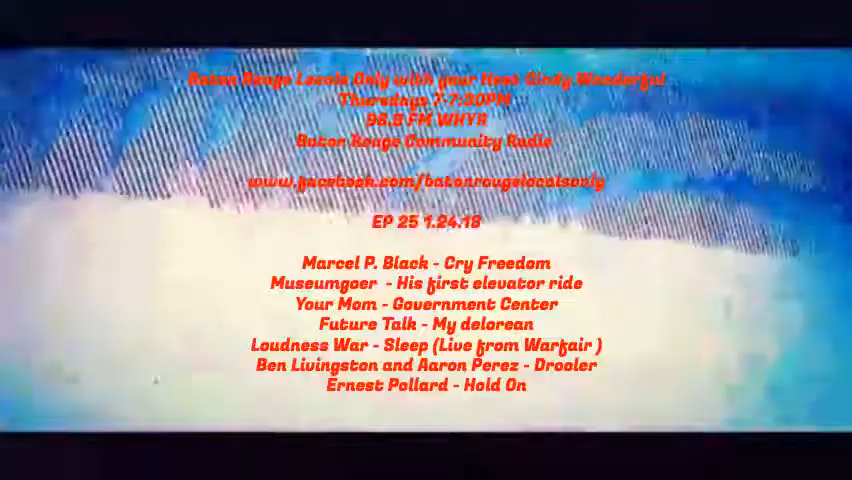 Baton Rouge Locals Only with your Host Cindy Wonderful
Thursdays 7-7:30PM
96.9 FM WHYR
Baton Rouge Community Radio
www.facebook.com/batonrougelocalsonly
EP 25 1.24.18
Marcel P. Black - Cry Freedom
Museumgoer - His first elevator ride
Your Mom - Government Center
Future Talk - My delorean
Loudness War - Sleep (Live from Warfair )
Ben Livingston and Aaron Perez - Drooler
Ernest Pollard - Hold On